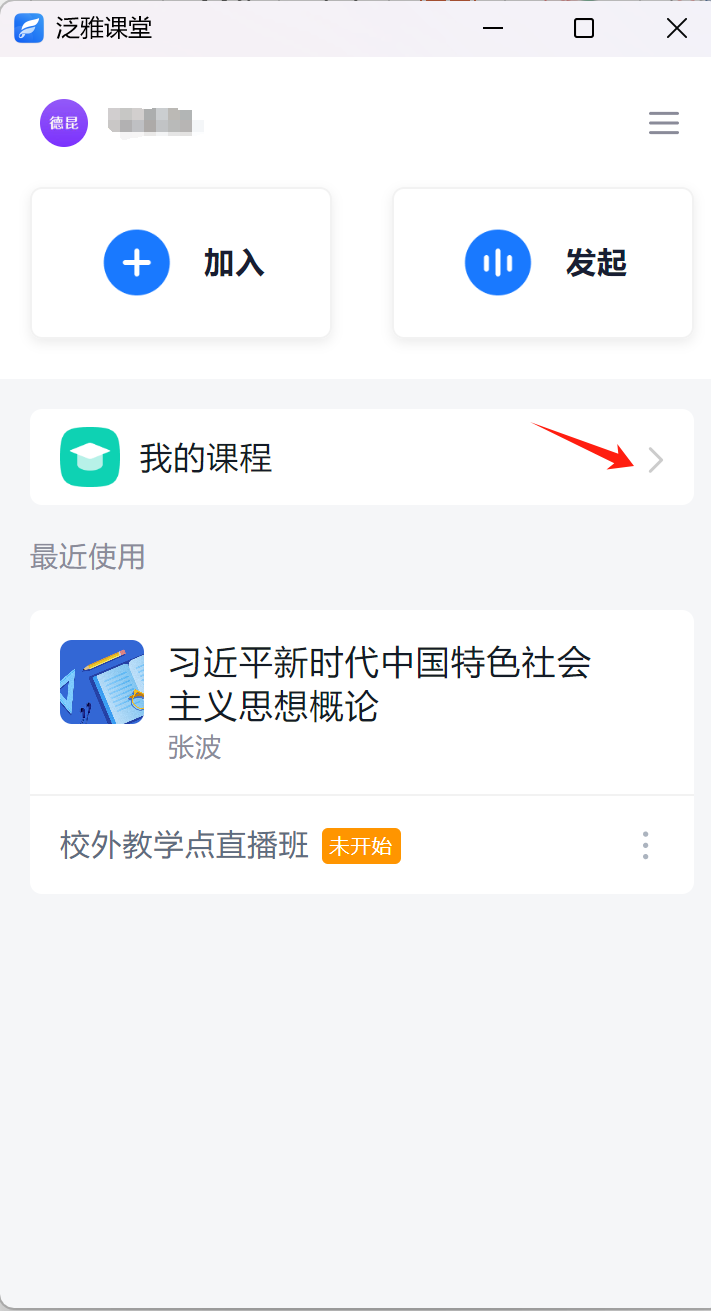 泛雅课堂
德昆
加入
发起
我的课程
最近使用
习近平新时代中国特色社会
主义思想概论
张波
校外教学点直播班 未开始